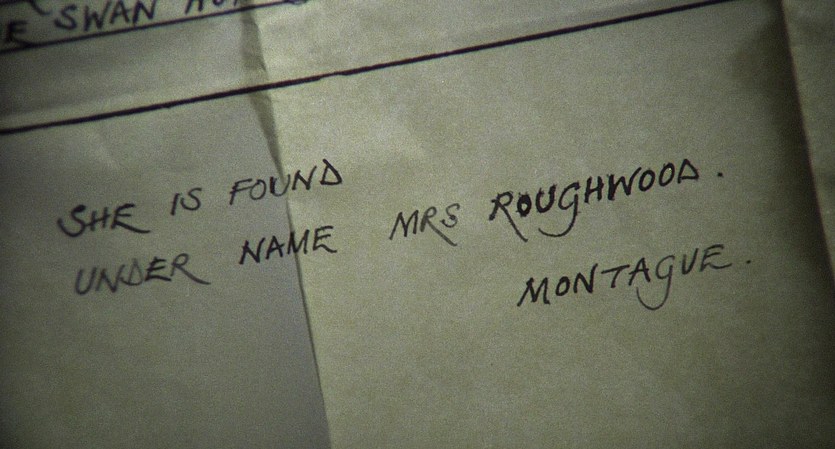 SWAN
SHE IS FOUND
UNDER NAME MRS ROUGHWOOD.
MONTAGUE.